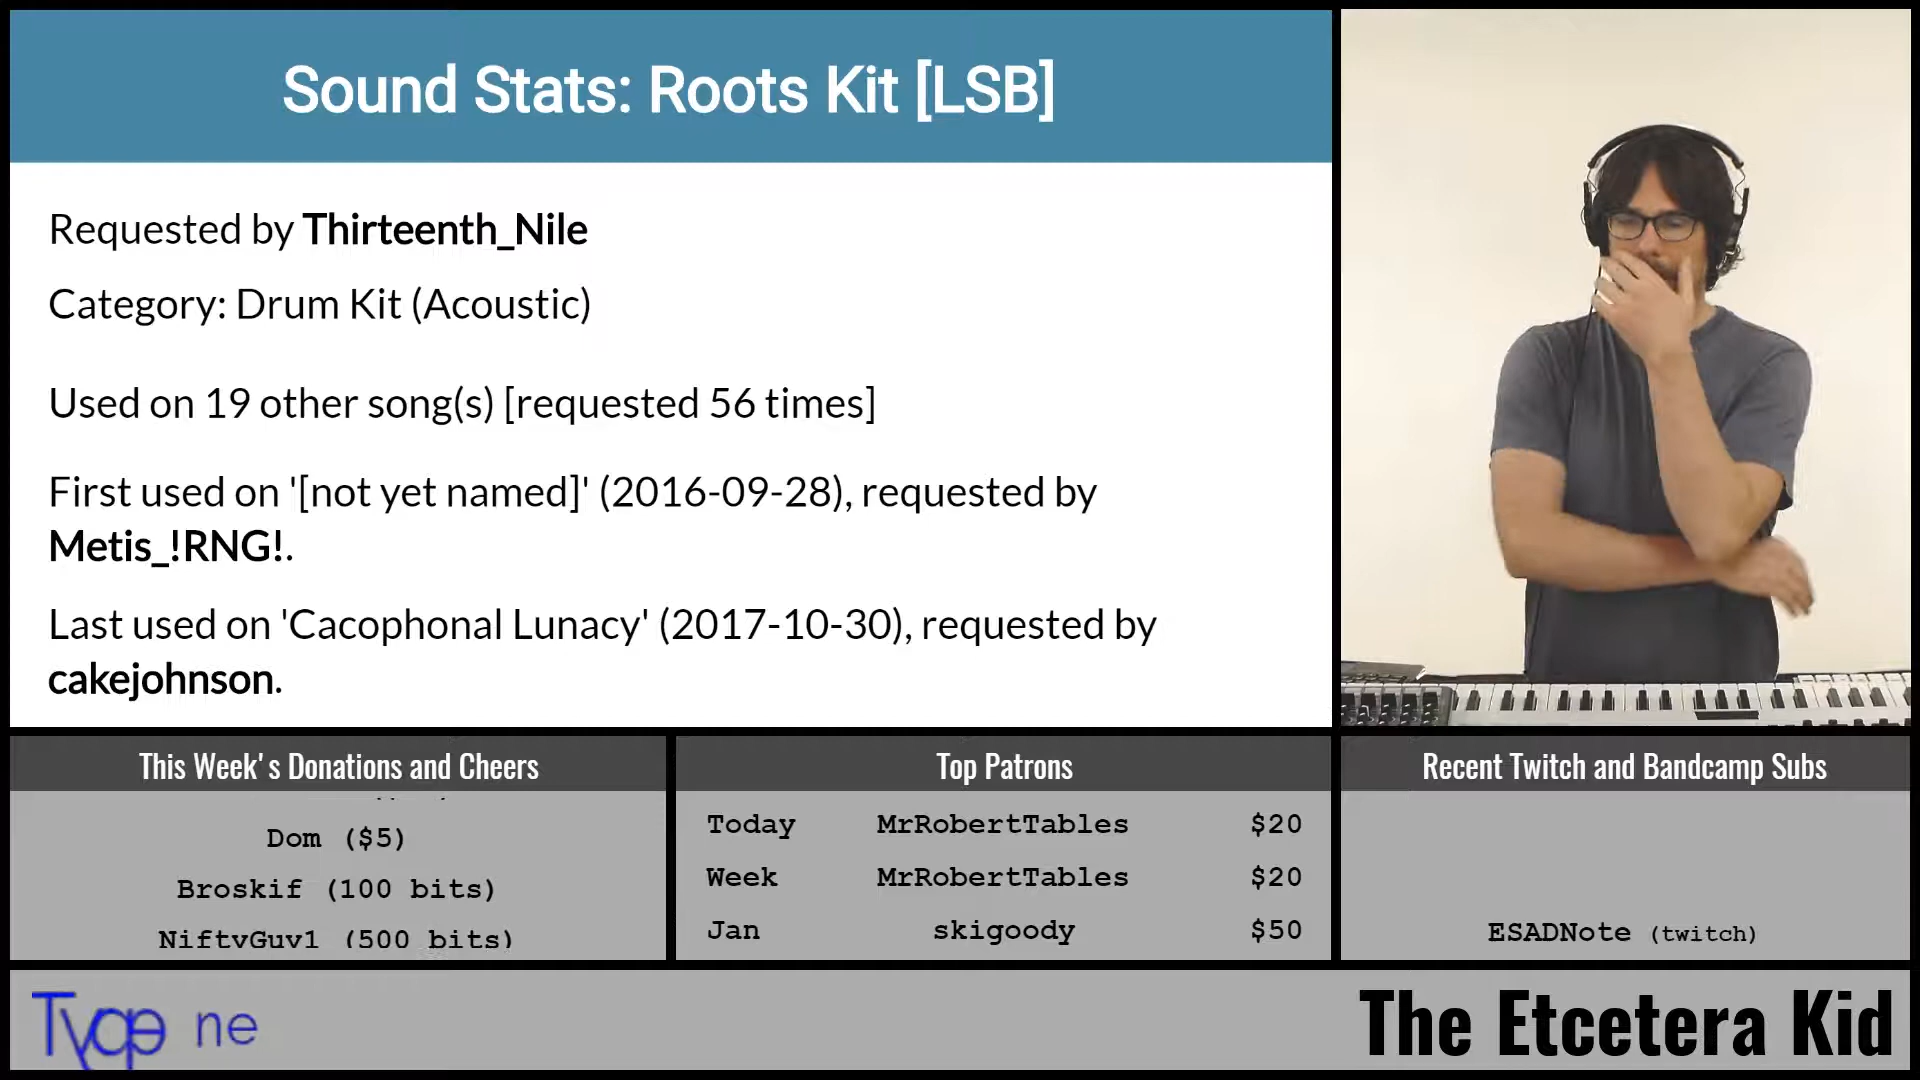 Sound Stats: Roots Kit [LSB]
Requested by Thirteenth_Nile
Category: Drum Kit (Acoustic)
Used on 19 other song(s) [requested 56 times]
First used on '[not yet named]' (2016-09-28), requested by
Metis_!RNG!.
Last used on 'Cacophonal Lunacy' (2017-10-30), requested by
cakejohnson.
This Week's Donations and Cheers
Dom ($5)
Broskif (100 bits)
NiftyGuy1 (500 bits)
Top Patrons
Today MrRobertTables $20
Week MrRobertTables $20
Jan skigoody $50
Recent Twitch and Bandcamp Subs
ESADNote (twitch)
ne
The Etcetera Kid